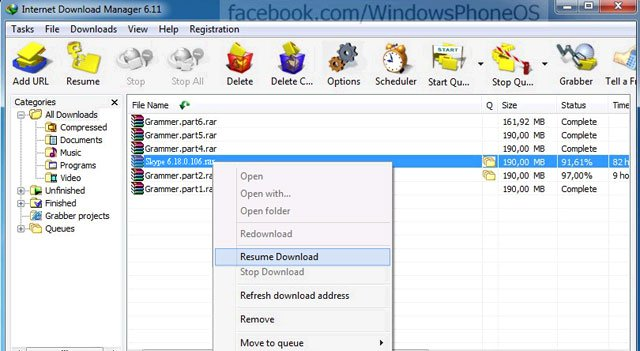 Internet Download Manager 6.11
facebook.com/WindowsPhoneOS
Tasks File Downloads View Help Registration
Add URL Resume Stop Stop All Delete Delete C... Options Scheduler Start Qu... Stop Qu... Grabber Tell a Fr
Categories
File Name Q Size Status Time
All Downloads
Compressed
Documents
Music
Programs
Video
Unfinished
Finished
Grabber projects
Queues
Grammer.part6.rar 161,92 MB Complete
Grammer.part5.rar 190,00 MB Complete
Grammer.part4.rar 190,00 MB Complete
Skype 6.18.0.106.rar 190,00 MB 91,61% 82 h
Grammer.part2.ra 190,00 MB 97,00% 9 ho
Grammer.part1.ra 190,00 MB Complete
Open
Open with...
Open folder
Redownload
Resume Download
Stop Download
Refresh download address
Remove
Move to queue